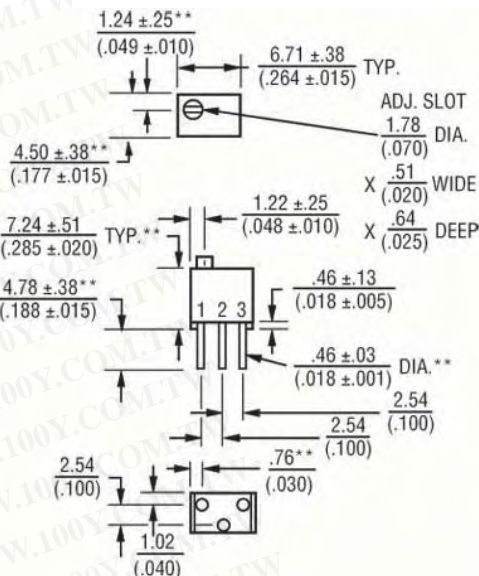 1.24 ±.25**
(.049 ±.010)
6.71 ±.38
(.264 ±.015)
TYP.
ADJ. SLOT
1.78
(.070)
DIA.
X .51
(.020)
WIDE
X .64
(.025)
DEEP
4.50 ±.38**
(.177 ±.015)
1.22 ±.25
(.048 ±.010)
7.24 ±.51
(.285 ±.020)
TYP.**
4.78 ±.38**
(.188 ±.015)
1 2 3
.46 ±.13
(.018 ±.005)
.46 ±.03
(.018 ±.001)
DIA.**
2.54
(.100)
2.54
(.100)
.76**
(.030)
2.54
(.100)
1.02
(.040)
W.100Y.COM.TW